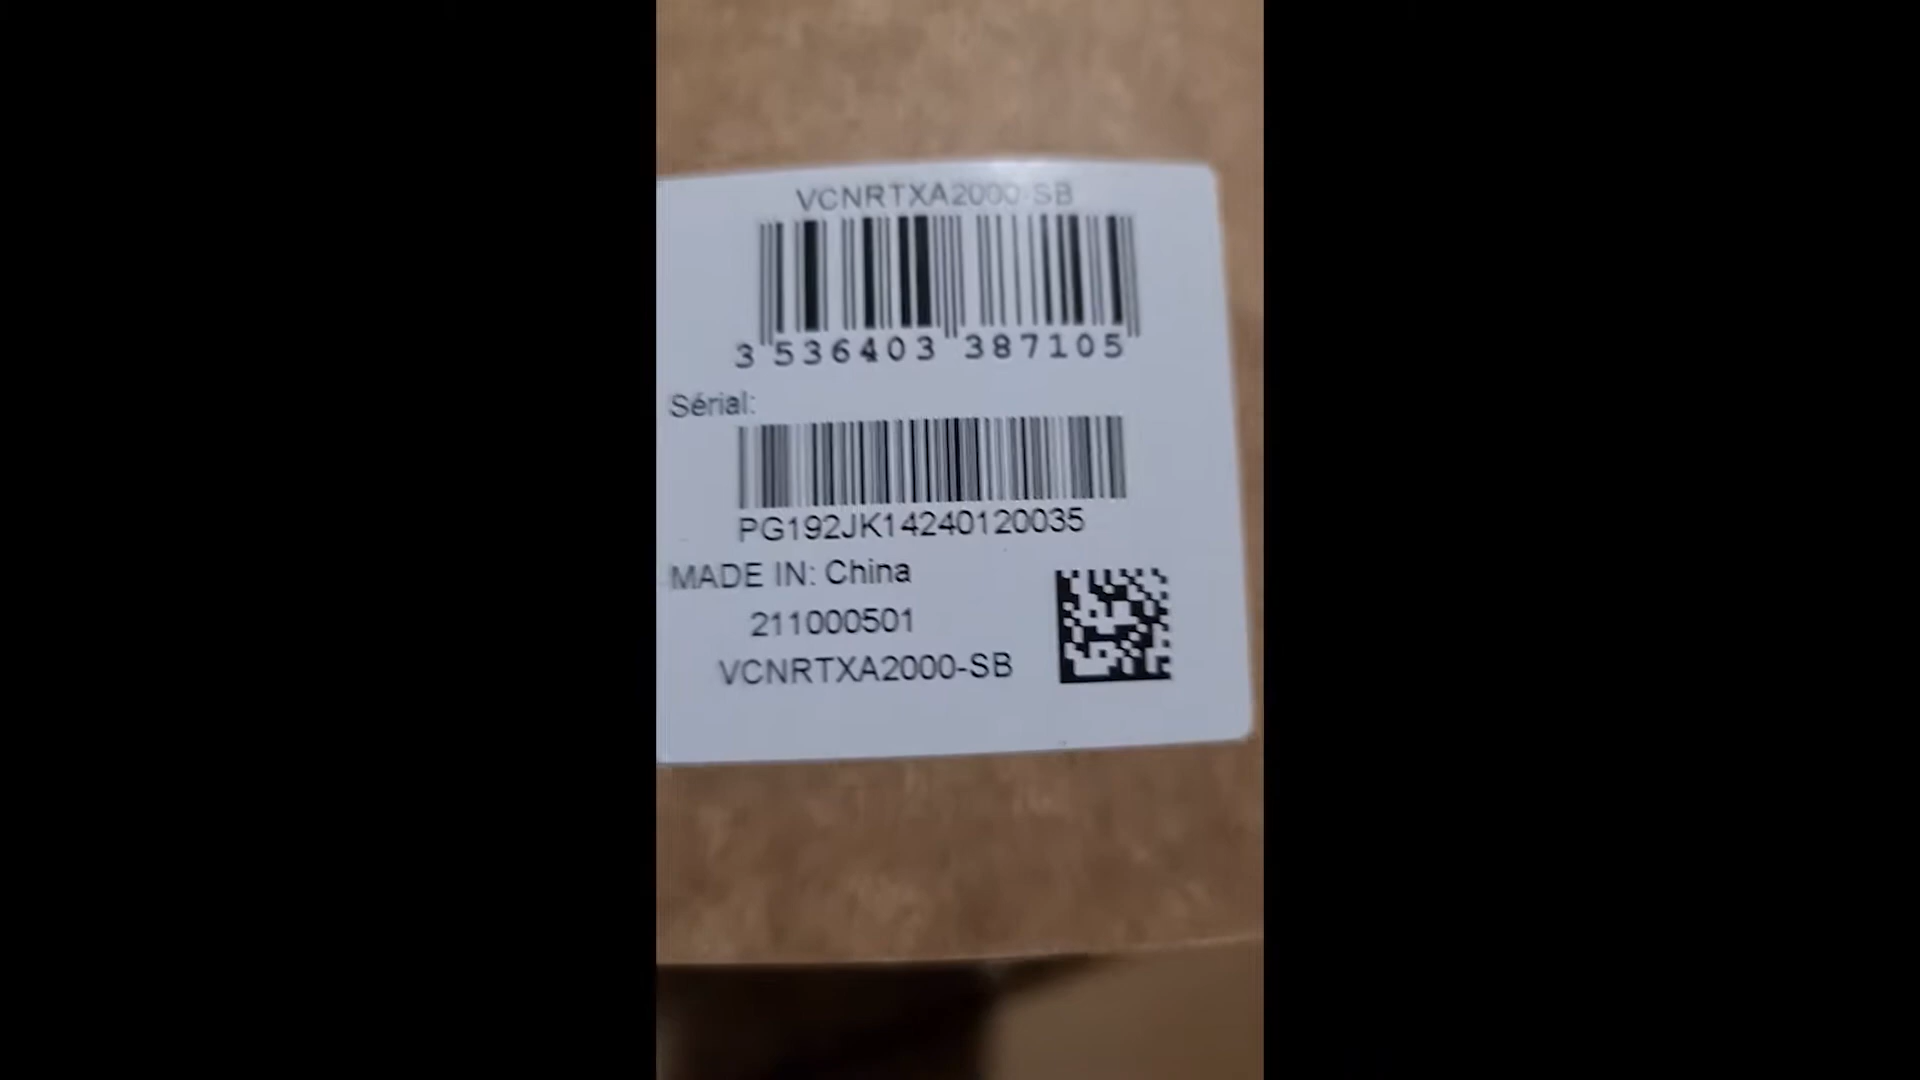 VCNRTXA2000-SB
3 536403 387105
Sérial:
PG192JK14240120035
MADE IN: China
211000501
VCNRTXA2000-SB